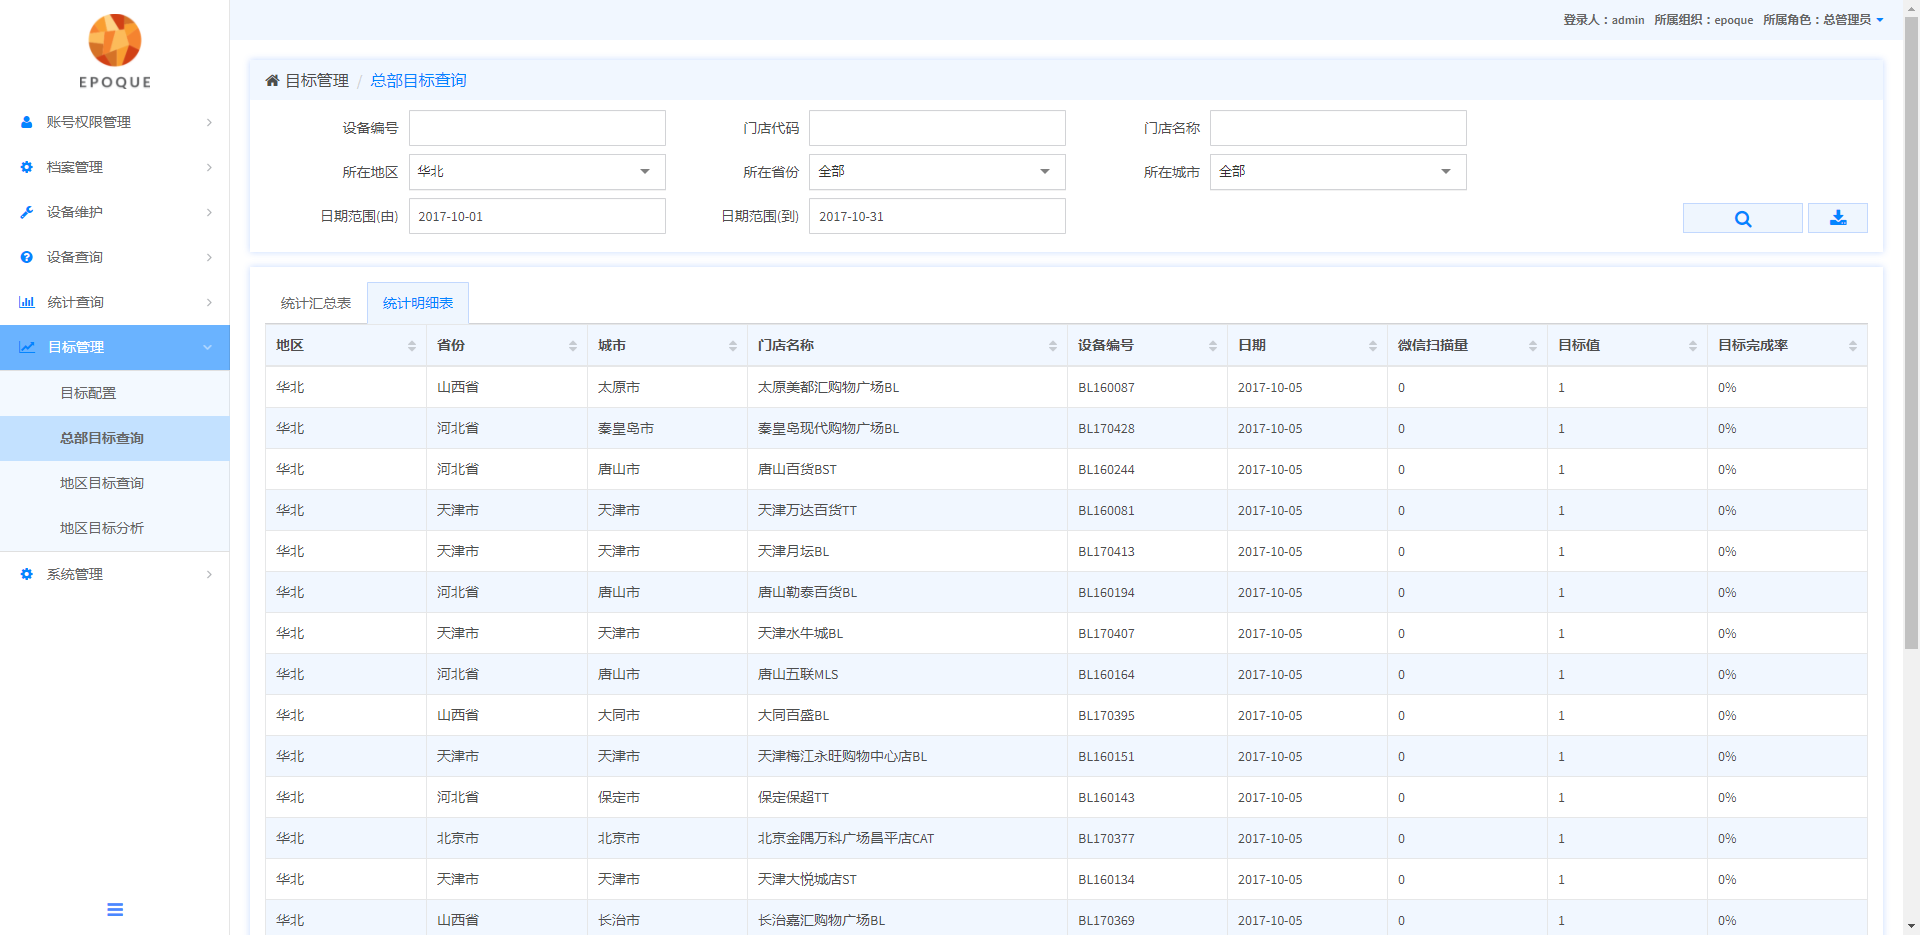 登录人：admin 所属组织：epoque 所属角色：总管理员
EPOQUE
账号权限管理
档案管理
设备维护
设备查询
统计查询
目标管理
目标配置
总部目标查询
地区目标查询
地区目标分析
系统管理
目标管理 / 总部目标查询
设备编号 门店代码 门店名称
所在地区 华北 所在省份 全部 所在城市 全部
日期范围(由) 2017-10-01 日期范围(到) 2017-10-31
统计汇总表 统计明细表
地区 省份 城市 门店名称 设备编号 日期 微信扫描量 目标值 目标完成率
华北 山西省 太原市 太原美都汇购物广场BL BL160087 2017-10-05 0 1 0%
华北 河北省 秦皇岛市 秦皇岛现代购物广场BL BL170428 2017-10-05 0 1 0%
华北 河北省 唐山市 唐山百货BST BL160244 2017-10-05 0 1 0%
华北 天津市 天津市 天津万达百货TT BL160081 2017-10-05 0 1 0%
华北 天津市 天津市 天津月坛BL BL170413 2017-10-05 0 1 0%
华北 河北省 唐山市 唐山勒泰百货BL BL160194 2017-10-05 0 1 0%
华北 天津市 天津市 天津水牛城BL BL170407 2017-10-05 0 1 0%
华北 河北省 唐山市 唐山五联MLS BL160164 2017-10-05 0 1 0%
华北 山西省 大同市 大同百盛BL BL170395 2017-10-05 0 1 0%
华北 天津市 天津市 天津梅江永旺购物中心店BL BL160151 2017-10-05 0 1 0%
华北 河北省 保定市 保定保超TT BL160143 2017-10-05 0 1 0%
华北 北京市 北京市 北京金隅万科广场昌平店CAT BL170377 2017-10-05 0 1 0%
华北 天津市 天津市 天津大悦城店ST BL160134 2017-10-05 0 1 0%
华北 山西省 长治市 长治嘉汇购物广场BL BL170369 2017-10-05 0 1 0%